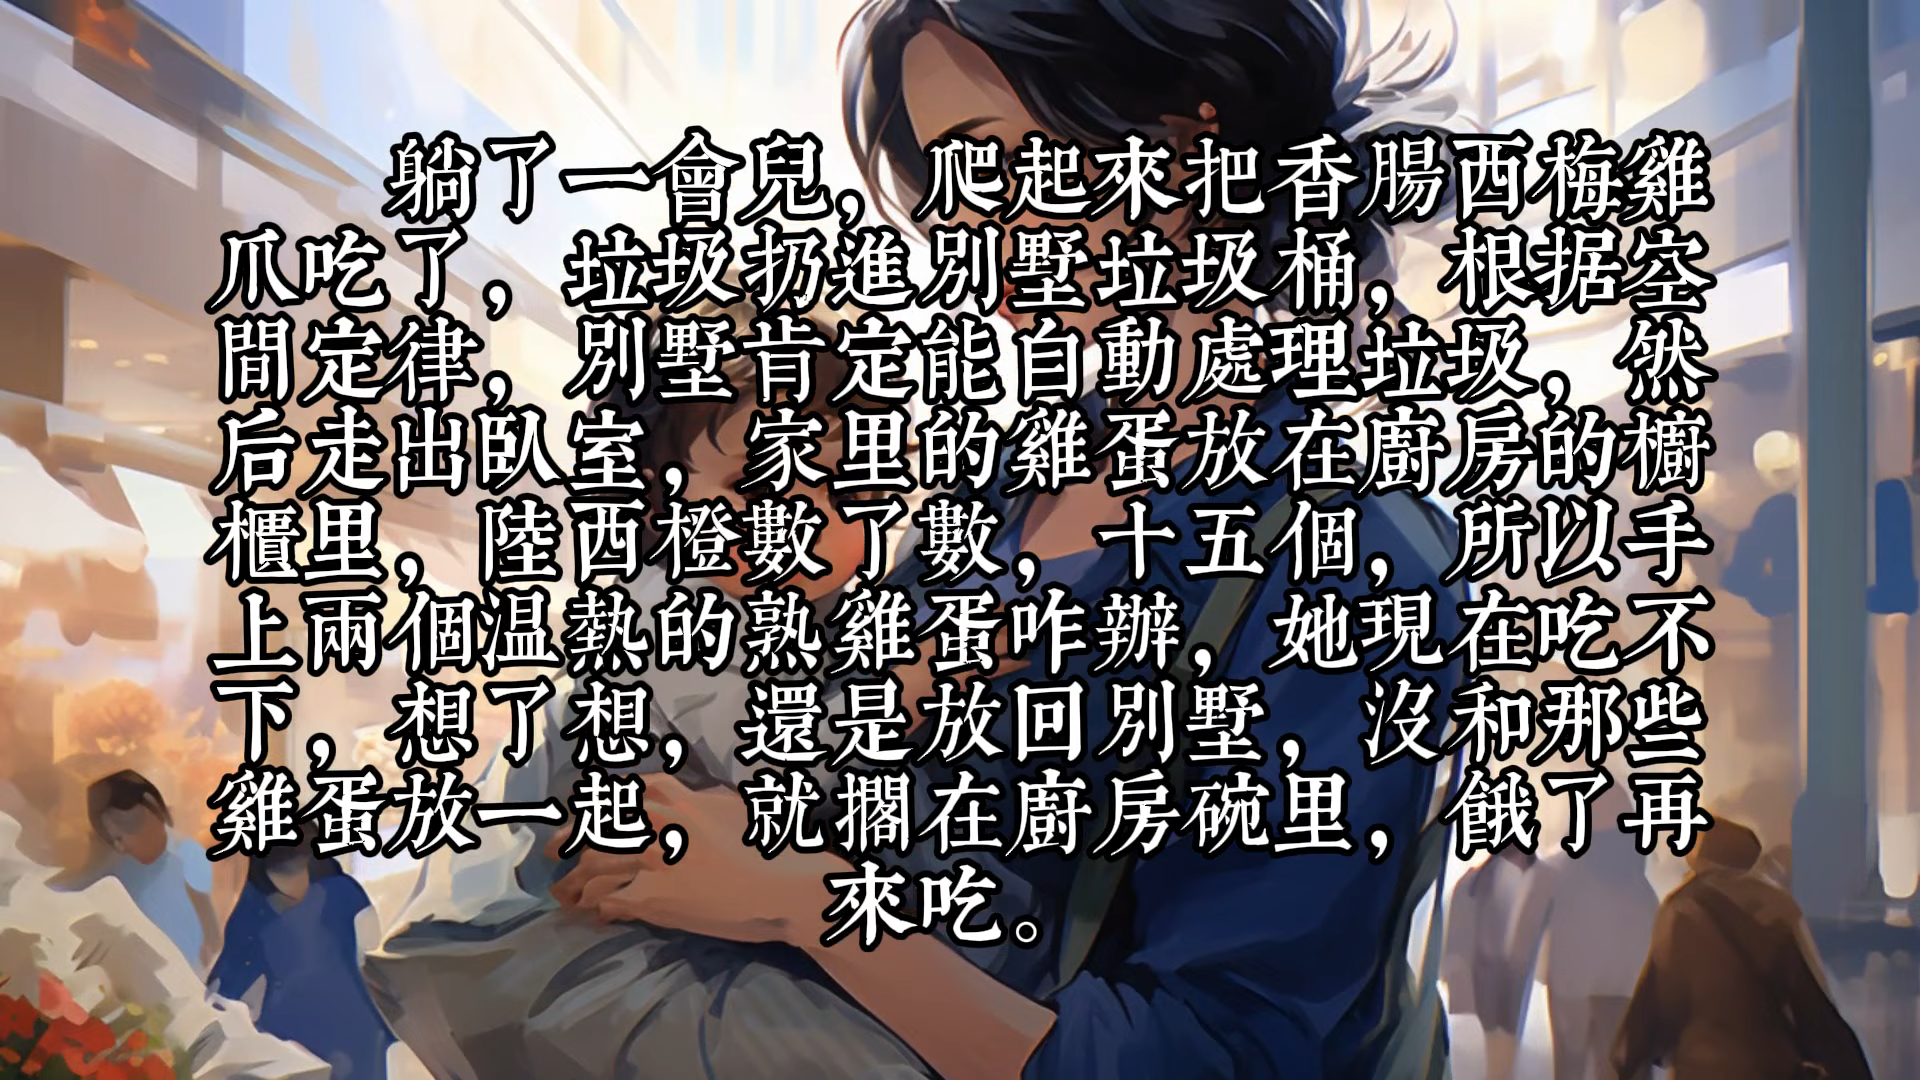 躺了一會兒，爬起來把香腸西梅雞
爪吃了，垃圾扔進別墅垃圾桶，根据空
間定律，別墅肯定能自動處理垃圾，然
后走出臥室，家里的雞蛋放在廚房的櫥
櫃里，陸西橙數了數，十五個，所以手
上兩個温熱的熟雞蛋咋辦，她現在吃不
下，想了想，還是放回別墅，沒和那些
雞蛋放一起，就擱在廚房碗里，餓了再
來吃。